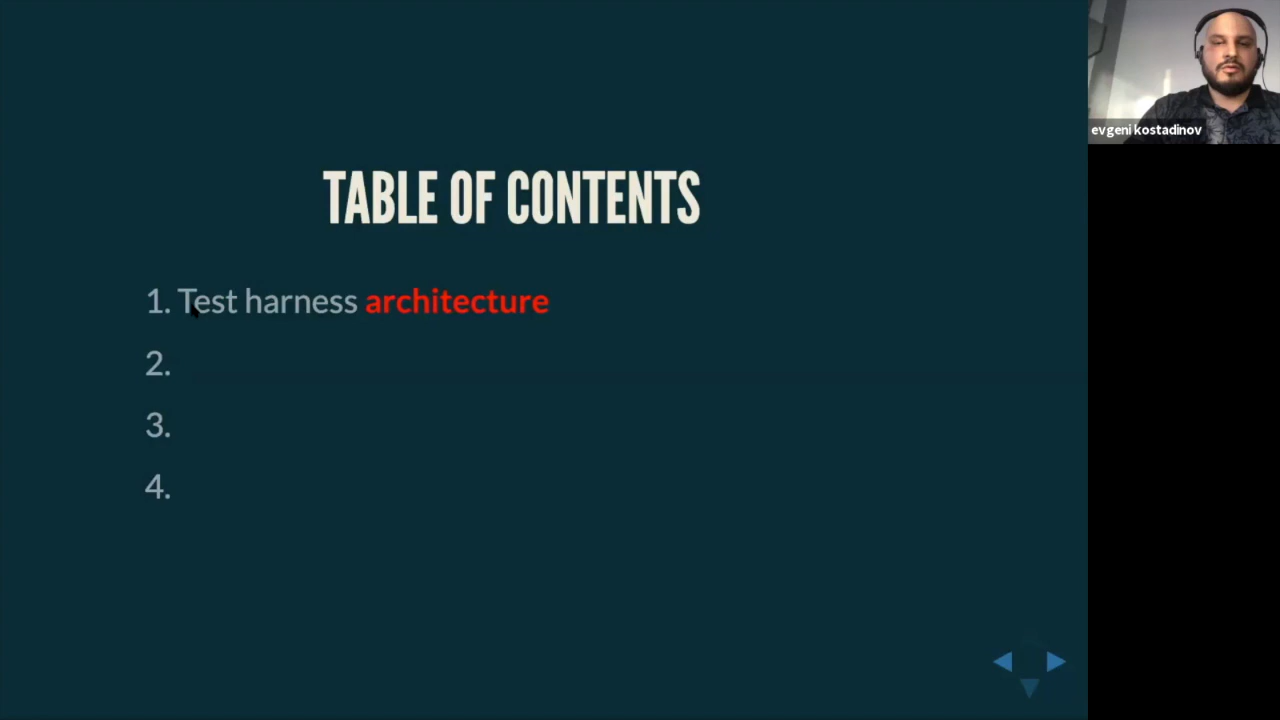 TABLE OF CONTENTS
1. Test harness architecture
2.
3.
4.
evgeni kostadinov